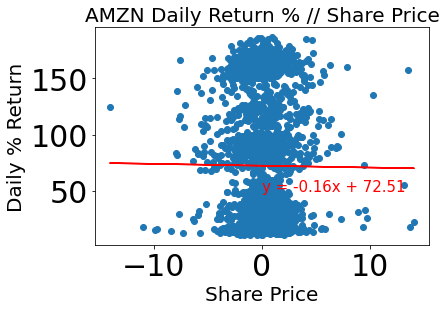 AMZN Daily Return % // Share Price
Daily % Return
150
100
50
y = -0.16x + 72.51
−10
0
10
Share Price